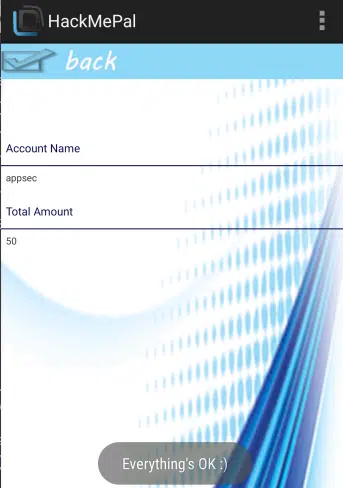 HackMePal
back
Account Name
appsec
Total Amount
50
Everything's OK :)